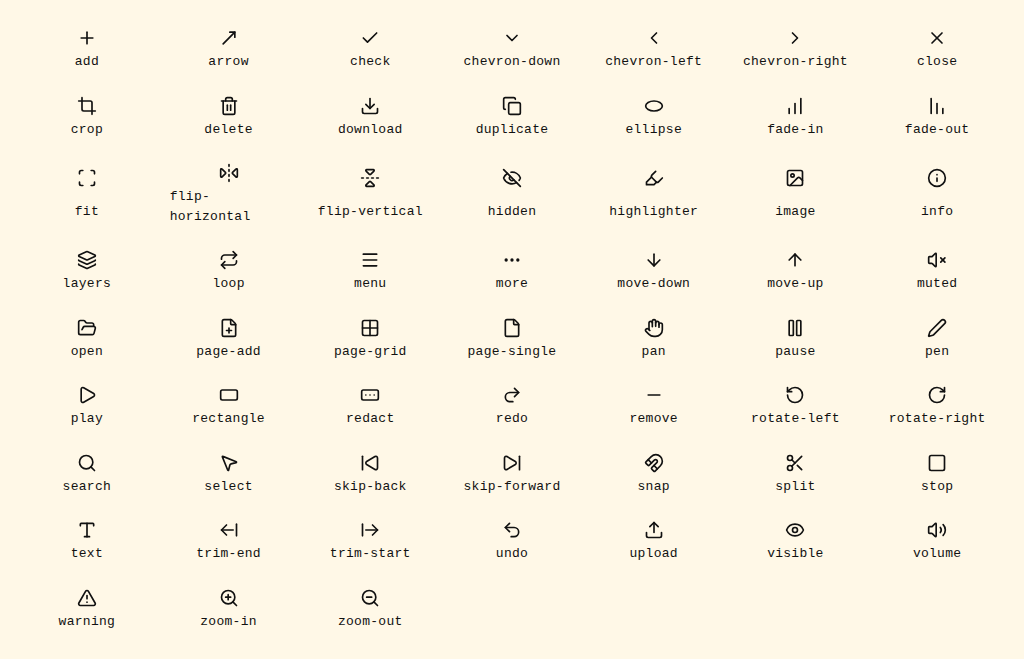 add
arrow
check
chevron-down
chevron-left
chevron-right
close
crop
delete
download
duplicate
ellipse
fade-in
fade-out
fit
flip-
horizontal
flip-vertical
hidden
highlighter
image
info
layers
loop
menu
more
move-down
move-up
muted
open
page-add
page-grid
page-single
pan
pause
pen
play
rectangle
redact
redo
remove
rotate-left
rotate-right
search
select
skip-back
skip-forward
snap
split
stop
text
trim-end
trim-start
undo
upload
visible
volume
warning
zoom-in
zoom-out